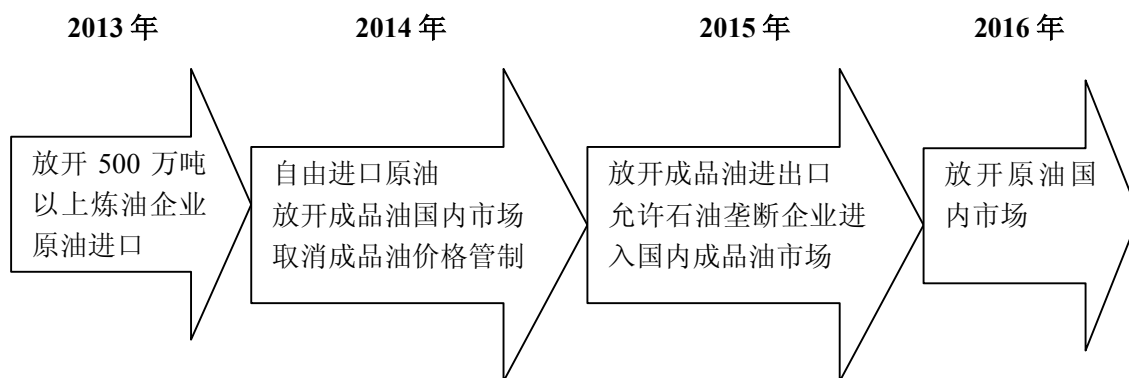 2013 年
2014 年
2015 年
2016 年
放开 500 万吨
以上炼油企业
原油进口
自由进口原油
放开成品油国内市场
取消成品油价格管制
放开成品油进出口
允许石油垄断企业进
入国内成品油市场
放开原油国
内市场